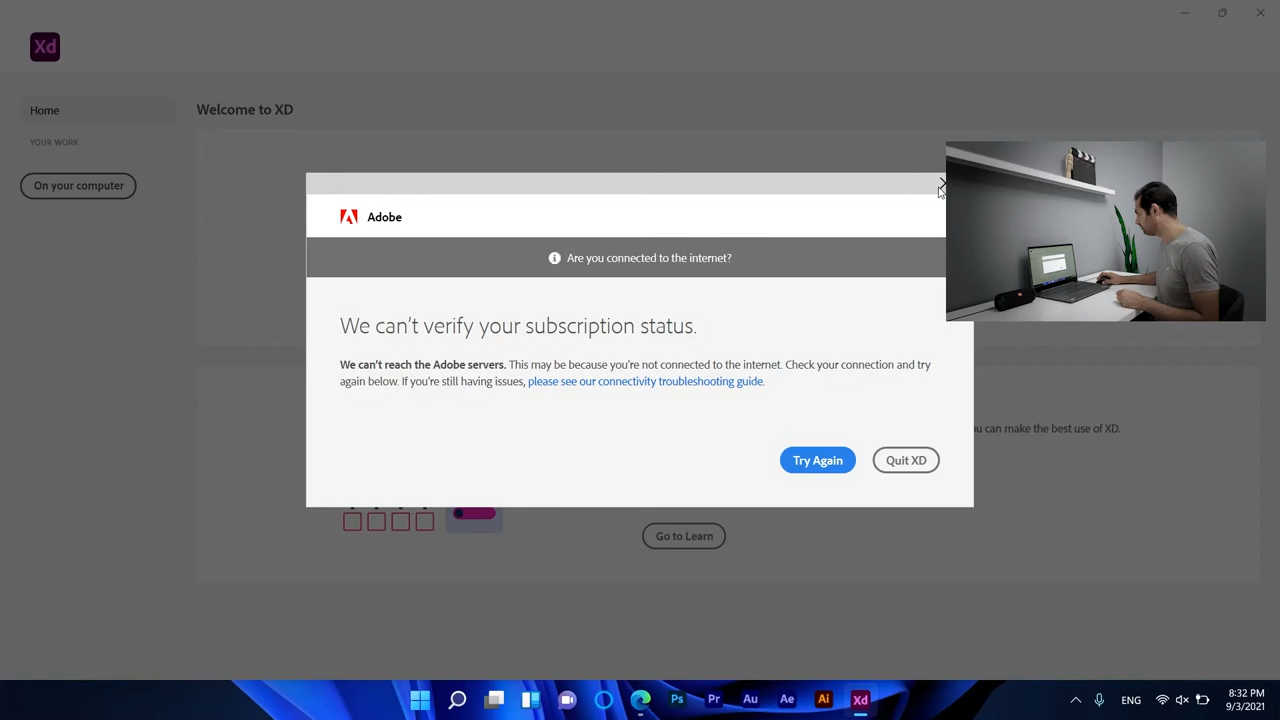 Xd
Home
Welcome to XD
YOUR WORK
On your computer
Adobe
Are you connected to the internet?
We can't verify your subscription status.
We can't reach the Adobe servers. This may be because you're not connected to the internet. Check your connection and try
again below. If you're still having issues, please see our connectivity troubleshooting guide.
ou can make the best use of XD.
Try Again
Quit XD
Go to Learn
Ps
Pr
Au
Ae
Ai
Xd
ENG
8:32 PM
9/3/2021